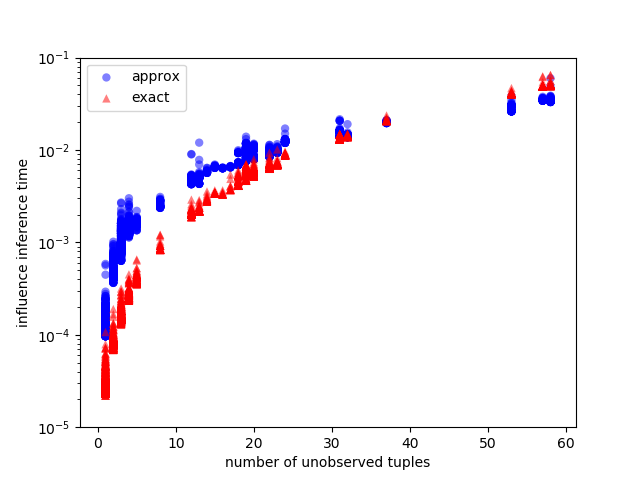 approx
exact
10⁻¹
10⁻²
10⁻³
10⁻⁴
10⁻⁵
influence inference time
0 10 20 30 40 50 60
number of unobserved tuples